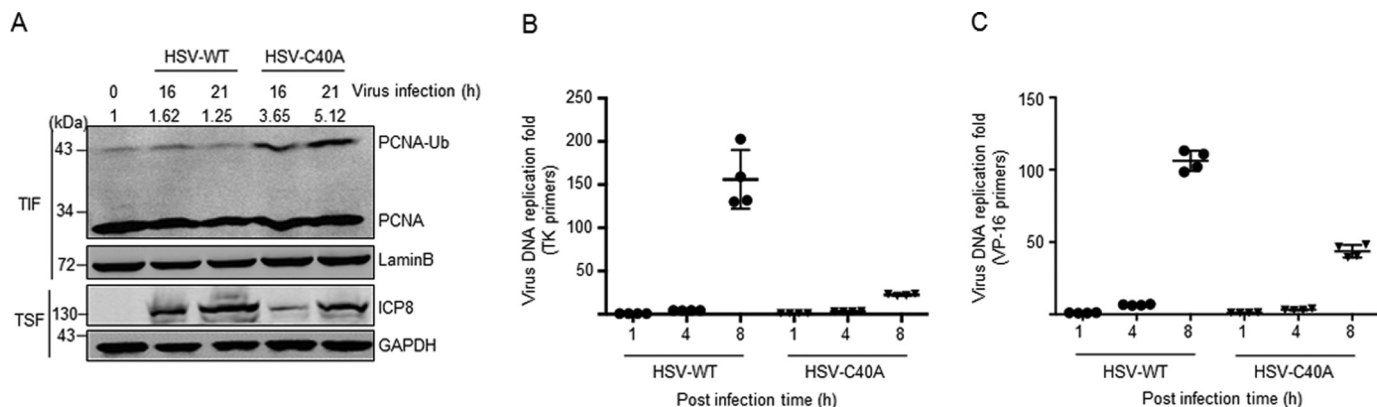 A
HSV-WT HSV-C40A
0 16 21 16 21 Virus infection (h)
(kDa) 1 1.62 1.25 3.65 5.12
43 PCNA-Ub
TIF
34
PCNA
72 LaminB
TSF
130 ICP8
43
GAPDH
B
Virus DNA replication fold
(TK primers)
250
200
150
100
50
0
1 4 8 1 4 8
HSV-WT HSV-C40A
Post infection time (h)
C
Virus DNA replication fold
(VP-16 primers)
150
100
50
0
1 4 8 1 4 8
HSV-WT HSV-C40A
Post infection time (h)